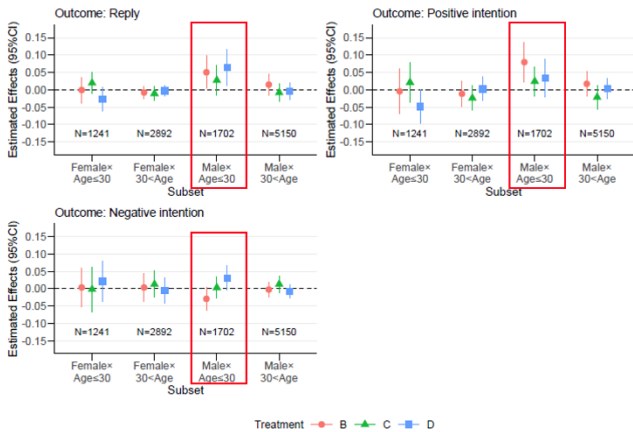 Outcome: Reply
Estimated Effects (95%CI)
0.15
0.10
0.05
0.00
-0.05
-0.10
-0.15
N=1241
N=2892
N=1702
N=5150
Female×
Age≤30
Female×
30<Age
Male×
Age≤30
Male×
30<Age
Subset
Outcome: Positive intention
Estimated Effects (95%CI)
0.15
0.10
0.05
0.00
-0.05
-0.10
-0.15
N=1241
N=2892
N=1702
N=5150
Female×
Age≤30
Female×
30<Age
Male×
Age≤30
Male×
30<Age
Subset
Outcome: Negative intention
Estimated Effects (95%CI)
0.15
0.10
0.05
0.00
-0.05
-0.10
-0.15
N=1241
N=2892
N=1702
N=5150
Female×
Age≤30
Female×
30<Age
Male×
Age≤30
Male×
30<Age
Subset
Treatment B C D